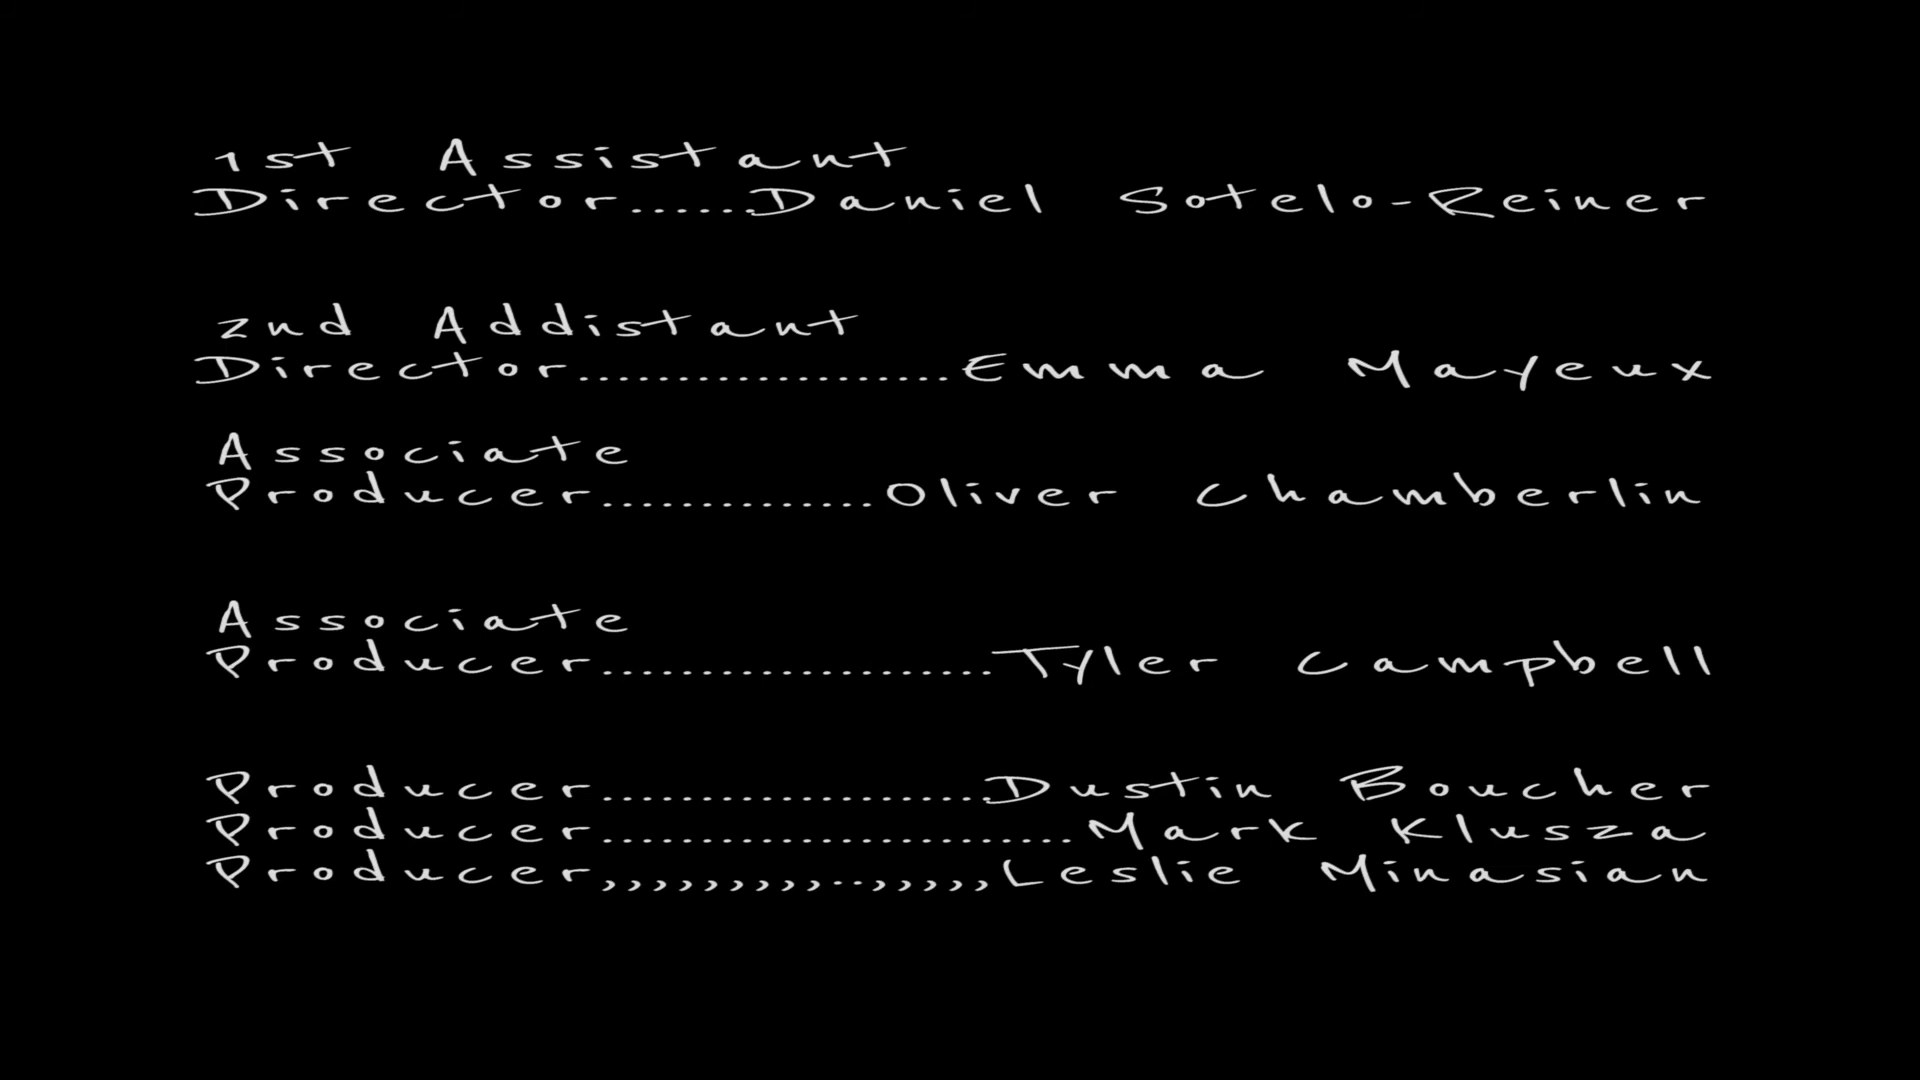 1st Assistant
Director......Daniel Sotelo-Reiner
2nd Addistant
Director...................Emma Mayeux
Associate
Producer..............Oliver Chamberlin
Associate
Producer....................Tyler Campbell
Producer....................Dustin Boucher
Producer........................Mark Klusza
Producer,,,,,,,,,..,,,,,Leslie Minasian